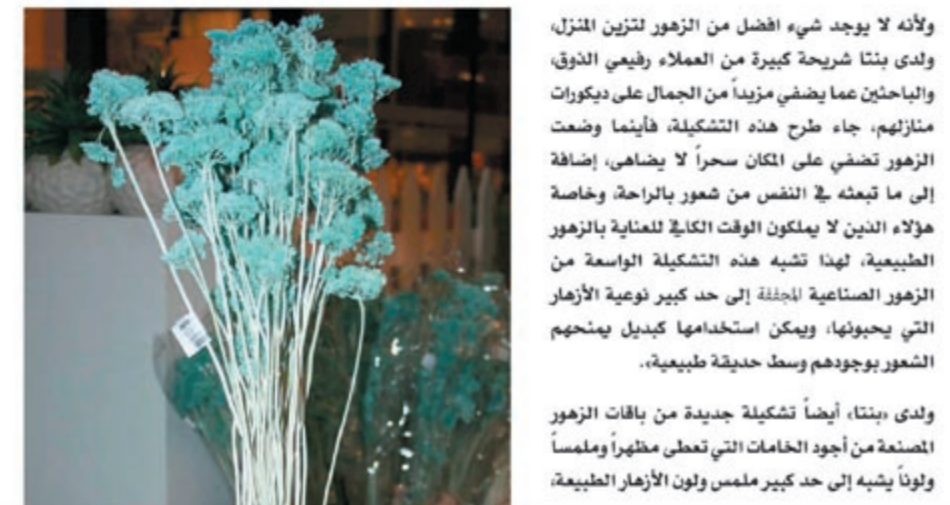 ولأنه لا يوجد شيء افضل من الزهور لتزين المنزل،
ولدى بنتا شريحة كبيرة من العملاء رفيعي الذوق،
والباحثين عما يضفي مزيداً من الجمال على ديكورات
منازلهم، جاء طرح هذه التشكيلة، فأينما وضعت
الزهور تضفي على المكان سحراً لا يضاهى، إضافة
إلى ما تبعثه في النفس من شعور بالراحة، وخاصة
هؤلاء الذين لا يملكون الوقت الكافي للعناية بالزهور
الطبيعية، لهذا تشبه هذه التشكيلة الواسعة من
الزهور الصناعية المجففة إلى حد كبير نوعية الأزهار
التي يحبونها، ويمكن استخدامها كبديل يمنحهم
الشعور بوجودهم وسط حديقة طبيعية».
ولدى «بنتا» أيضاً تشكيلة جديدة من باقات الزهور
المصنعة من أجود الخامات التي تعطى مظهراً وملمساً
ولوناً يشبه إلى حد كبير ملمس ولون الأزهار الطبيعة،